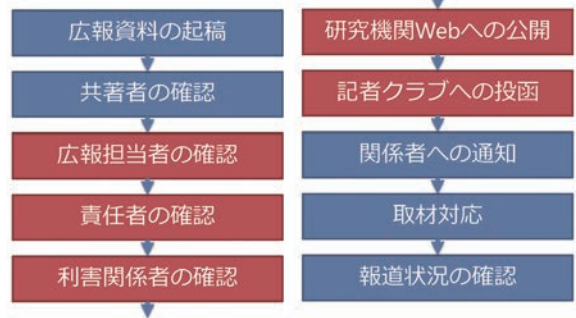 広報資料の起稿
共著者の確認
広報担当者の確認
責任者の確認
利害関係者の確認
研究機関Webへの公開
記者クラブへの投函
関係者への通知
取材対応
報道状況の確認